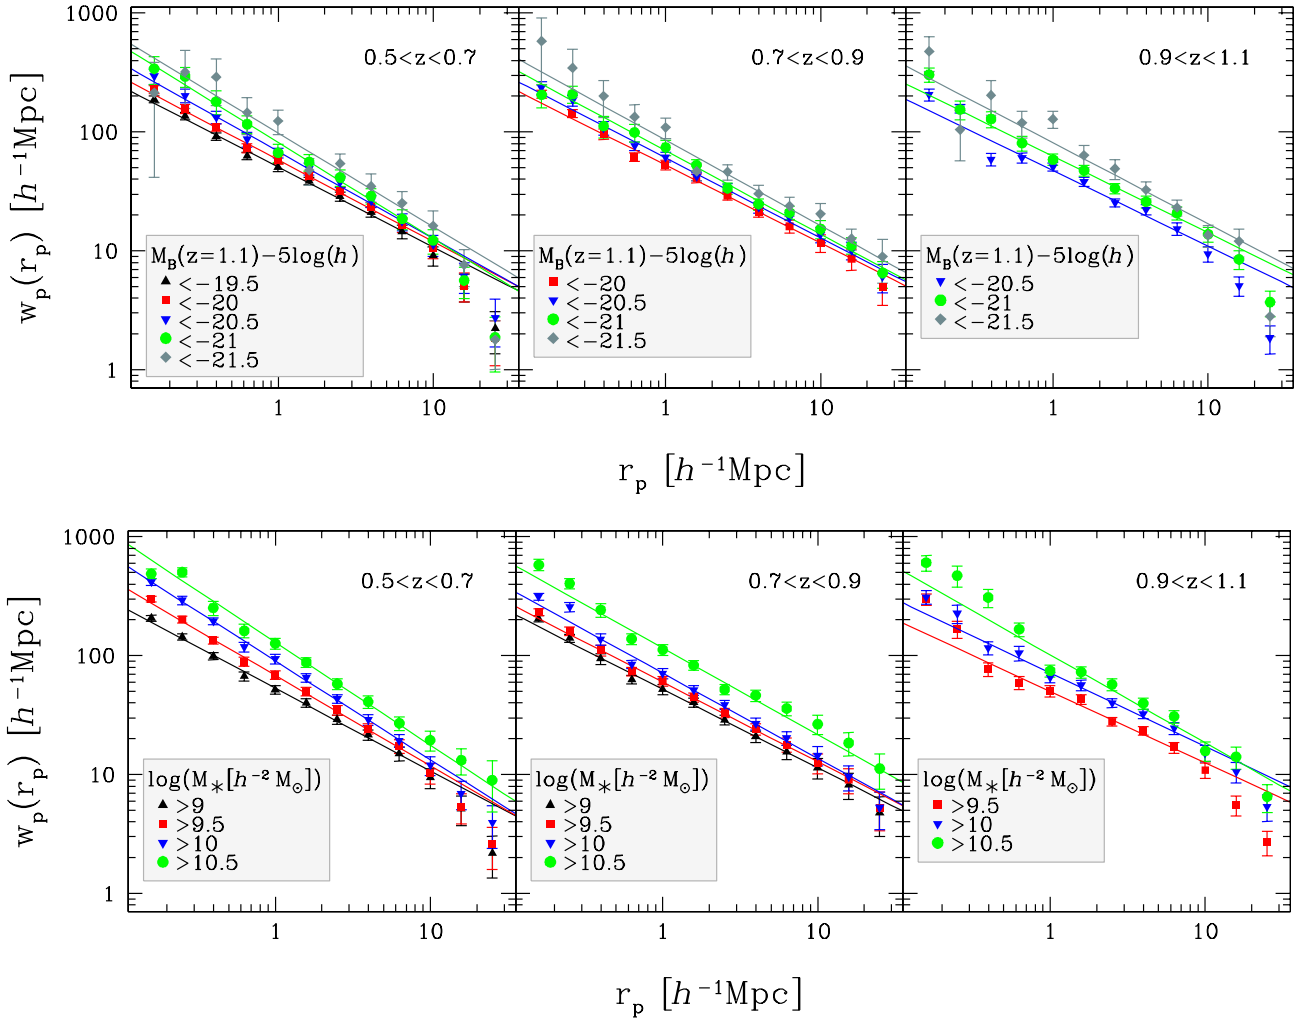 1000
100
10
1
w_p(r_p) [h⁻¹Mpc]
0.5<z<0.7
0.7<z<0.9
0.9<z<1.1
M_B(z=1.1)−5log(h)
<−19.5
<−20
<−20.5
<−21
<−21.5
M_B(z=1.1)−5log(h)
<−20
<−20.5
<−21
<−21.5
M_B(z=1.1)−5log(h)
<−20.5
<−21
<−21.5
1 10 1 10 1 10
r_p [h⁻¹Mpc]
1000
100
10
1
w_p(r_p) [h⁻¹Mpc]
0.5<z<0.7
0.7<z<0.9
0.9<z<1.1
log(M_*[h⁻² M_⊙])
>9
>9.5
>10
>10.5
log(M_*[h⁻² M_⊙])
>9
>9.5
>10
>10.5
log(M_*[h⁻² M_⊙])
>9.5
>10
>10.5
1 10 1 10 1 10
r_p [h⁻¹Mpc]